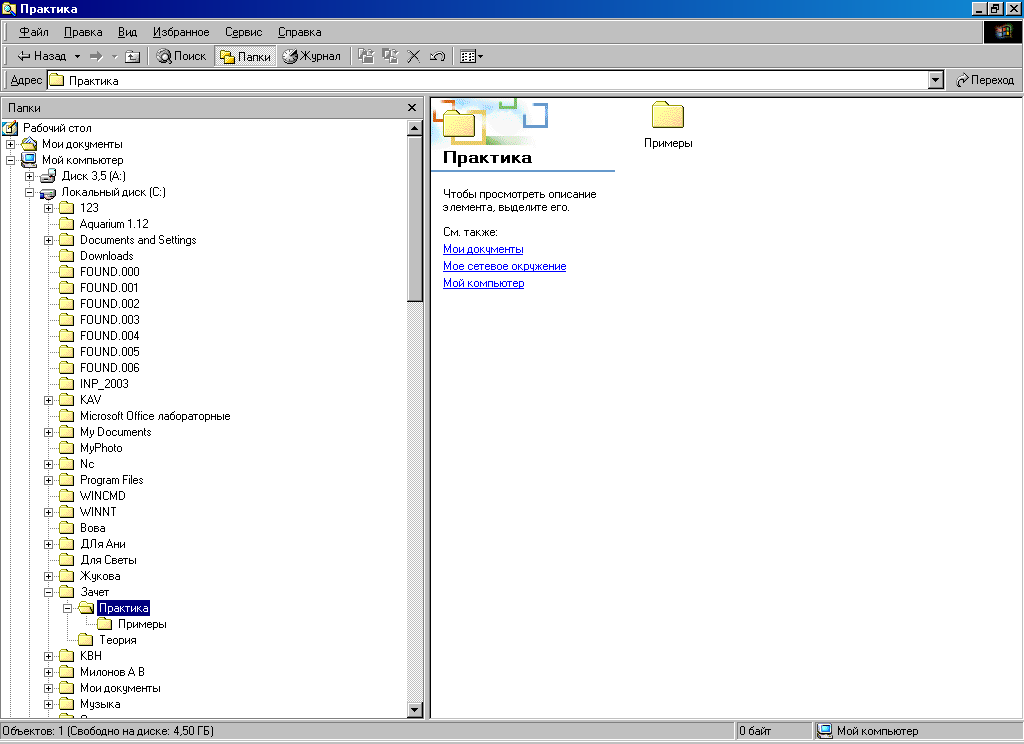 Практика
Файл Правка Вид Избранное Сервис Справка
Назад Поиск Папки Журнал
Адрес Практика Переход
Папки
Рабочий стол
Мои документы
Мой компьютер
Диск 3,5 (A:)
Локальный диск (C:)
123
Aquarium 1.12
Documents and Settings
Downloads
FOUND.000
FOUND.001
FOUND.002
FOUND.003
FOUND.004
FOUND.005
FOUND.006
INP_2003
KAV
Microsoft Office лабораторные
My Documents
MyPhoto
Nc
Program Files
WINCMD
WINNT
Вова
ДЛя Ани
Для Светы
Жукова
Зачет
Практика
Примеры
Теория
КВН
Милонов А В
Мои документы
Музыка
Практика
Чтобы просмотреть описание
элемента, выделите его.
См. также:
Мои документы
Мое сетевое окружение
Мой компьютер
Примеры
Объектов: 1 (Свободно на диске: 4,50 ГБ) 0 байт Мой компьютер